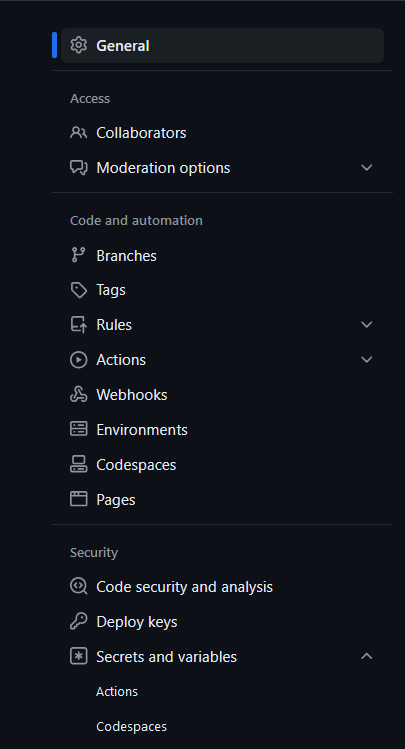 General
Access
Collaborators
Moderation options
Code and automation
Branches
Tags
Rules
Actions
Webhooks
Environments
Codespaces
Pages
Security
Code security and analysis
Deploy keys
Secrets and variables
Actions
Codespaces